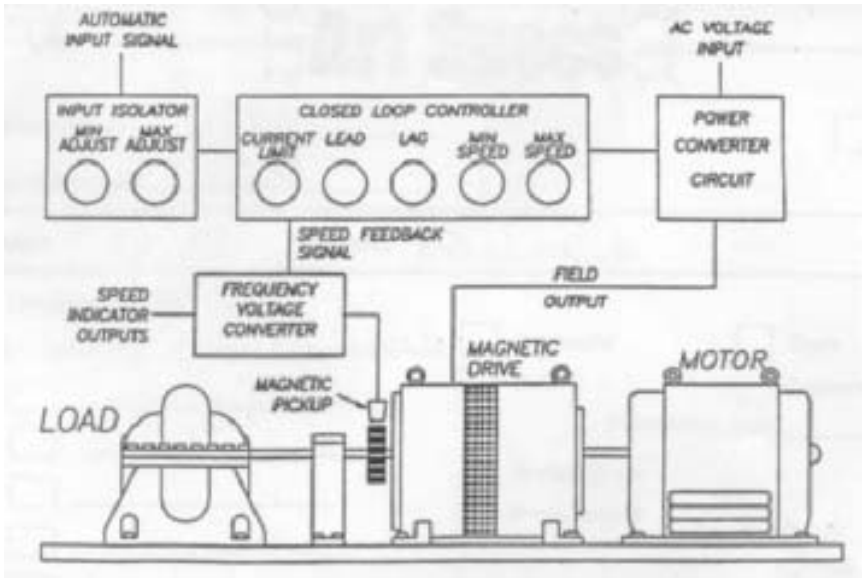 AUTOMATIC
INPUT SIGNAL
AC VOLTAGE
INPUT
INPUT ISOLATOR
MIN
ADJUST
MAX
ADJUST
CLOSED LOOP CONTROLLER
CURRENT
LIMIT
LEAD
LAG
MIN
SPEED
MAX
SPEED
POWER
CONVERTER
CIRCUIT
SPEED FEEDBACK
SIGNAL
SPEED
INDICATOR
OUTPUTS
FREQUENCY
VOLTAGE
CONVERTER
FIELD
OUTPUT
MAGNETIC
PICKUP
MAGNETIC
DRIVE
MOTOR
LOAD